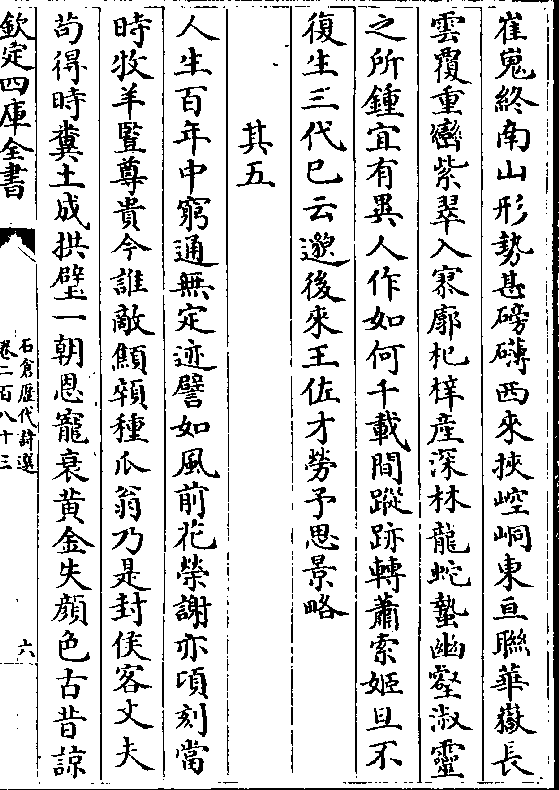 崔嵬終南山形勢甚磅礴西來挾崆峒東亘聯華嶽長
雲覆重巒紫翠入寥廓杞梓産深林龍蛇蟄幽壑淑靈
之所鍾宜有異人作如何千載間蹤跡轉蕭索姬旦不
復生三代已云邈後來王佐才勞予思景略
其五
人生百年中窮通無定迹譬如風前花榮謝亦頃刻當
時牧羊豎尊貴今誰敵顦顇種瓜翁乃是封侯客丈夫
茍得時糞土成拱璧一朝恩寵衰黄金失顔色古昔諒
欽定四庫全書
石倉歷代詩選
卷二百八十三
六